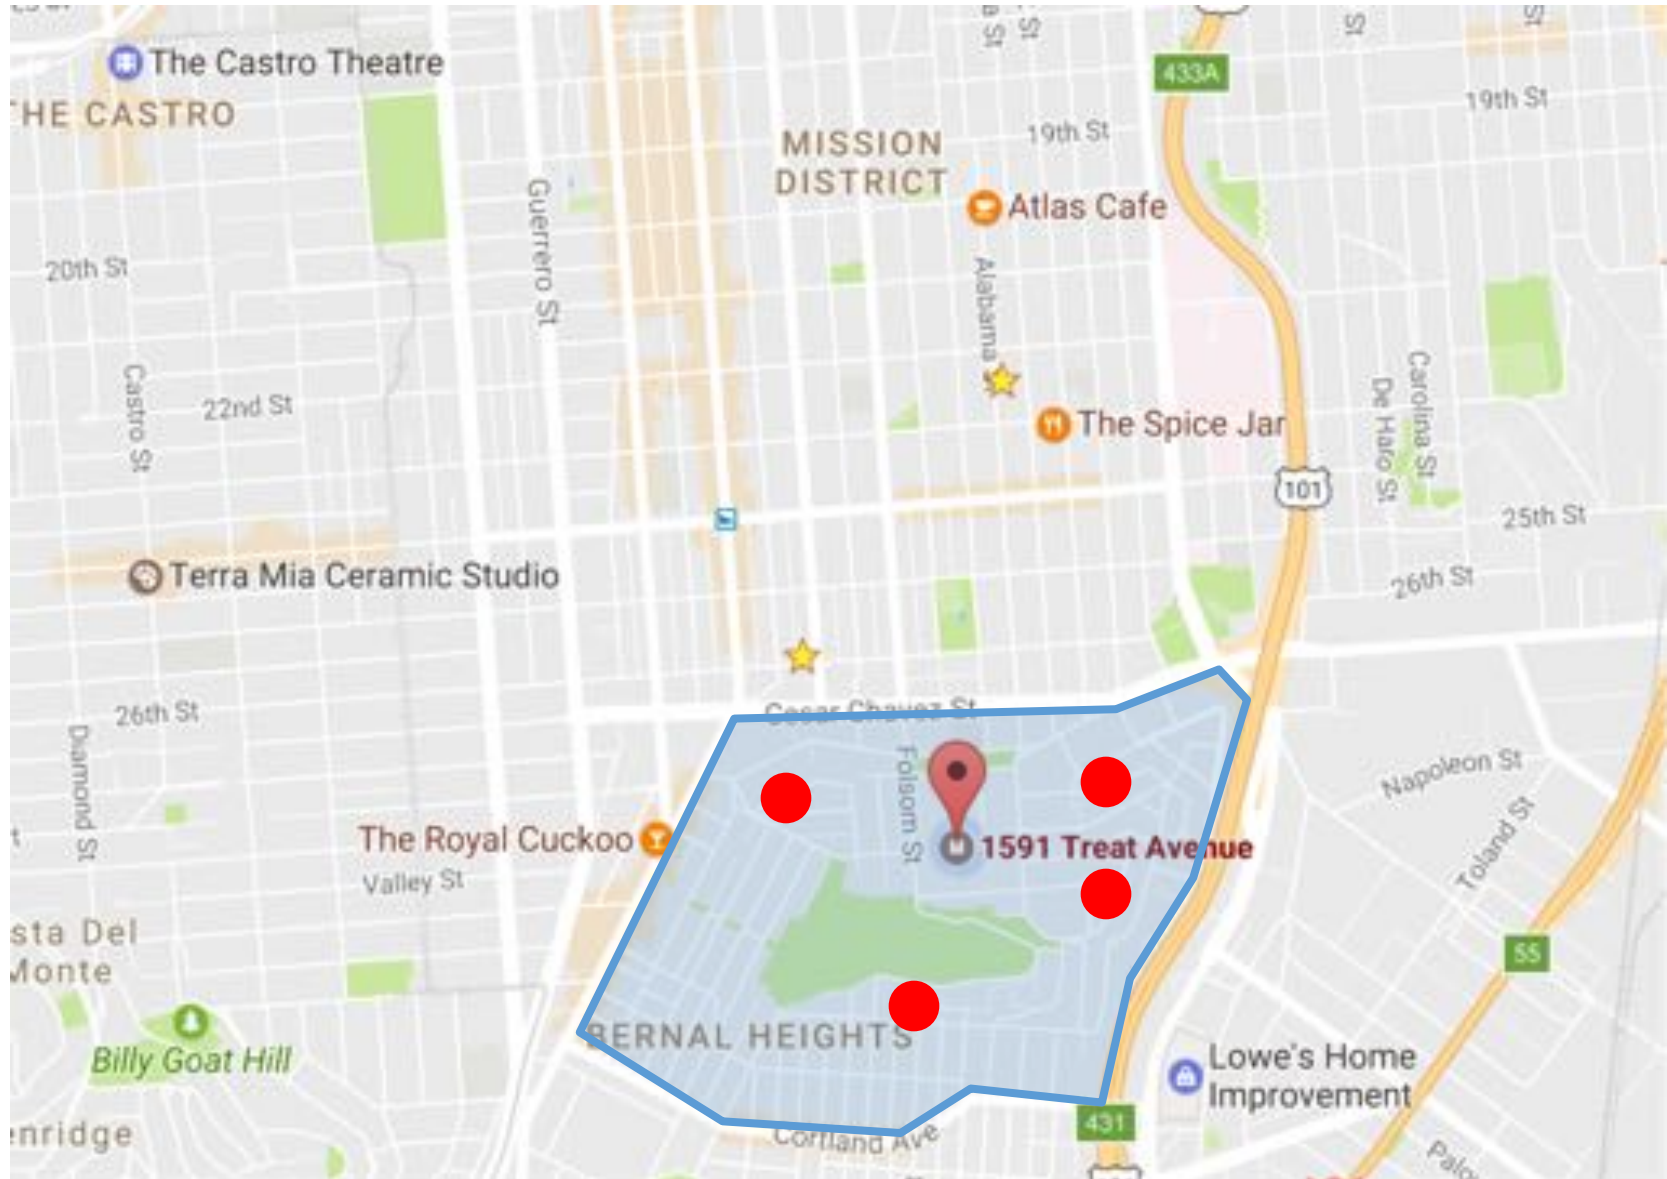 The Castro Theatre
433A
THE CASTRO
19th St
19th St
MISSION
DISTRICT
Atlas Cafe
Guerrero St
20th St
Alabama
Castro St
22nd St
Carolina St
De Haro St
The Spice Jar
101
25th St
Terra Mia Ceramic Studio
26th St
26th St
Cesar Chavez St
Diamond St
Folsom St
Napoleon St
The Royal Cuckoo
1591 Treat Avenue
Toland St
Valley St
sta Del
Monte
55
BERNAL HEIGHTS
Billy Goat Hill
Lowe's Home
Improvement
431
enridge
Cortland Ave
Palo